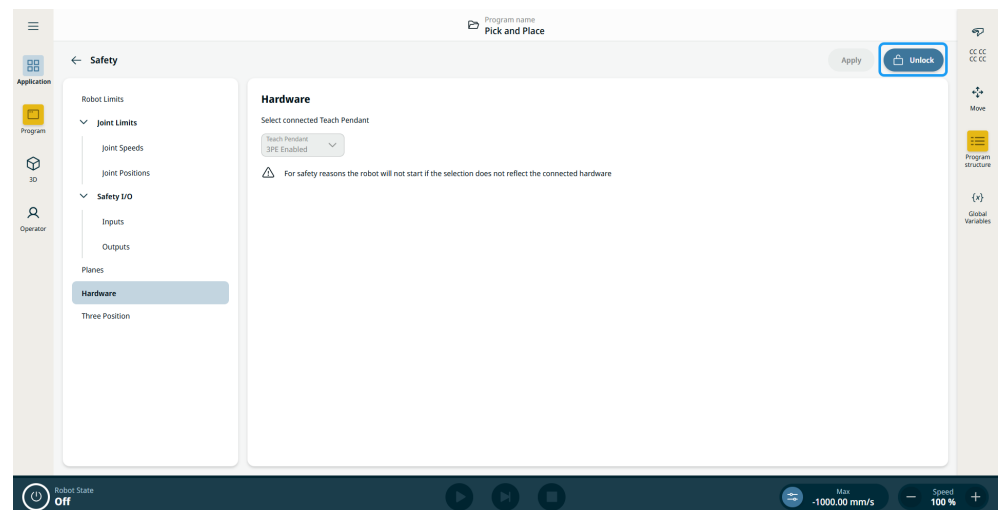 Program name
Pick and Place
Application
Program
3D
Operator
Safety
Apply
Unlock
Robot Limits
Joint Limits
Joint Speeds
Joint Positions
Safety I/O
Inputs
Outputs
Planes
Hardware
Three Position
Hardware
Select connected Teach Pendant
Teach Pendant
3PE Enabled
For safety reasons the robot will not start if the selection does not reflect the connected hardware
CC CC
CC CC
Move
Program
structure
{x}
Global
Variables
Robot State
Off
Max
-1000.00 mm/s
Speed
100 %